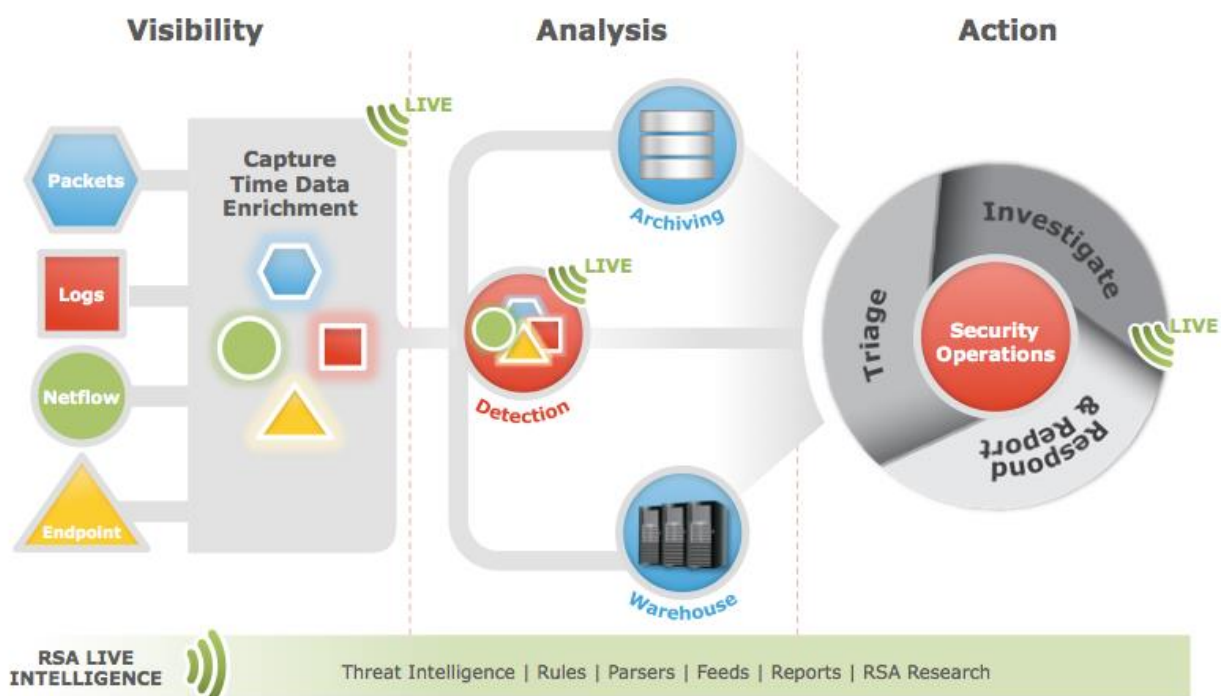 Visibility
Analysis
Action
LIVE
Packets
Logs
Netflow
Endpoint
Capture
Time Data
Enrichment
Archiving
LIVE
Detection
Warehouse
Triage
Investigate
Respond
& Report
Security
Operations
LIVE
RSA LIVE
INTELLIGENCE
Threat Intelligence | Rules | Parsers | Feeds | Reports | RSA Research